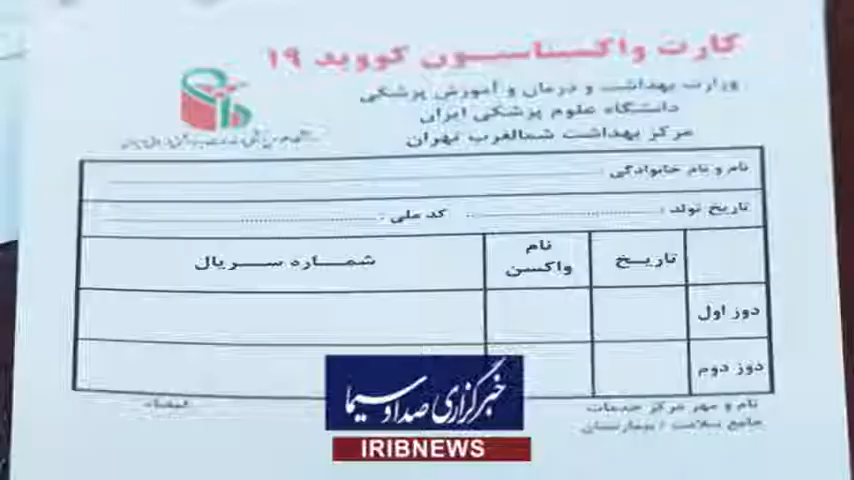 کارت واکسیناسیون کووید ۱۹
وزارت بهداشت و درمان و آموزش پزشکی
دانشگاه علوم پزشکی ایران
مرکز بهداشت شمالغرب تهران
نام و نام خانوادگی :
تاریخ تولد : کد ملی :
تاریخ نام واکسن شمــاره ســریال
دوز اول
دوز دوم
نام و مهر مرکز خدمات
جامع سلامت / بیمارستان
امضاء
خبرگزاری صدا و سیما
IRIBNEWS